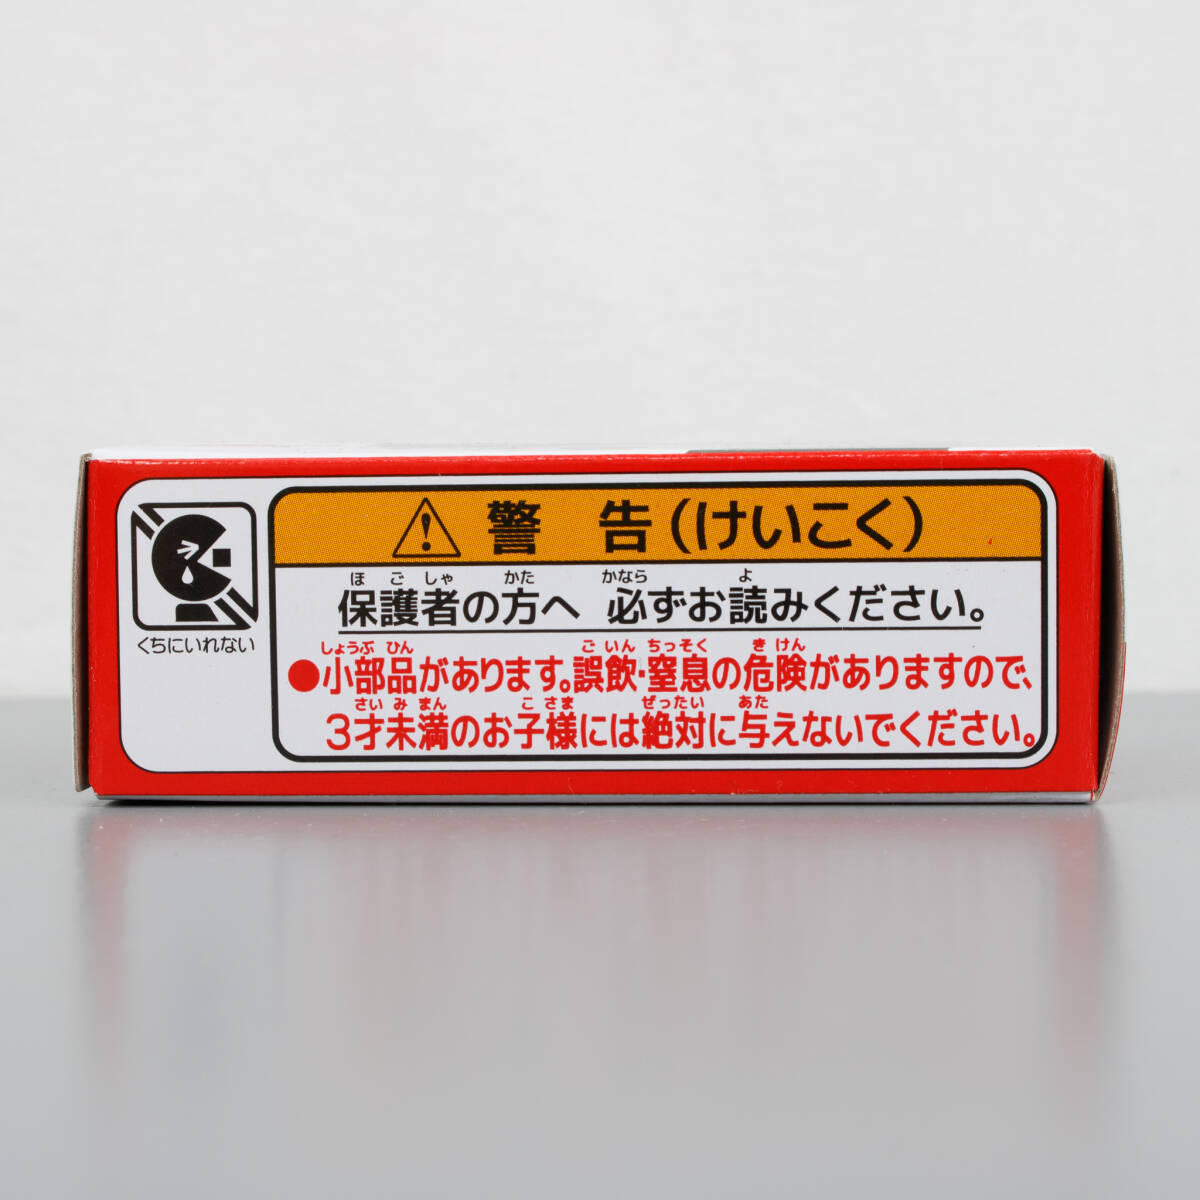 警 告（けいこく）
くちにいれない
ほごしゃ かた かなら よ
保護者の方へ 必ずお読みください。
しょうぶ ひん ご いん ちっそく き けん
●小部品があります。誤飲・窒息の危険がありますので、
さい み まん こ さま ぜったい あた
3才未満のお子様には絶対に与えないでください。